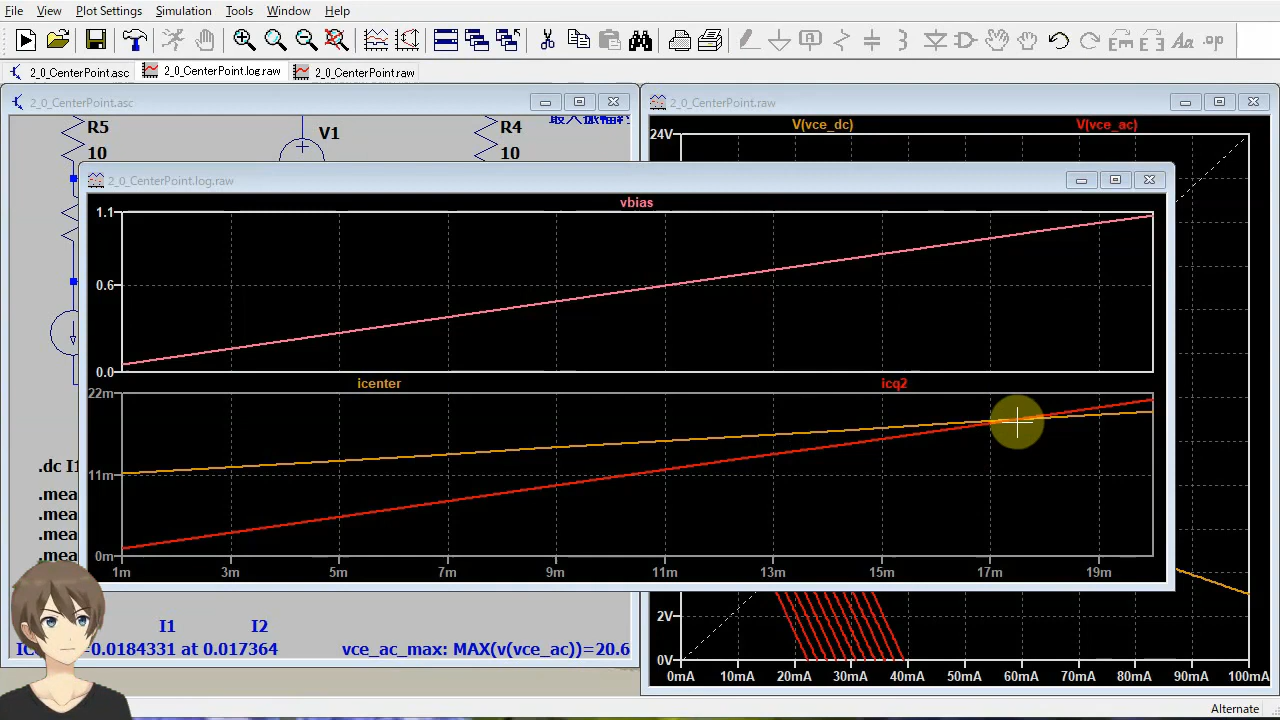 File View Plot Settings Simulation Tools Window Help
Aa .op
2_0_CenterPoint.asc 2_0_CenterPoint.log.raw 2_0_CenterPoint.raw
2_0_CenterPoint.asc
R5
10
V1
R4
10
2_0_CenterPoint.raw
V(vce_dc) V(vce_ac)
24V
2_0_CenterPoint.log.raw
vbias
1.1
0.6
0.0
icenter icq2
22m
11m
0m
1m 3m 5m 7m 9m 11m 13m 15m 17m 19m
.dc I1
.mea
.mea
.mea
.mea
I1 I2
=0.0184331 at 0.017364 vce_ac_max: MAX(v(vce_ac))=20.6
2V
0V
0mA 10mA 20mA 30mA 40mA 50mA 60mA 70mA 80mA 90mA 100mA
Alternate